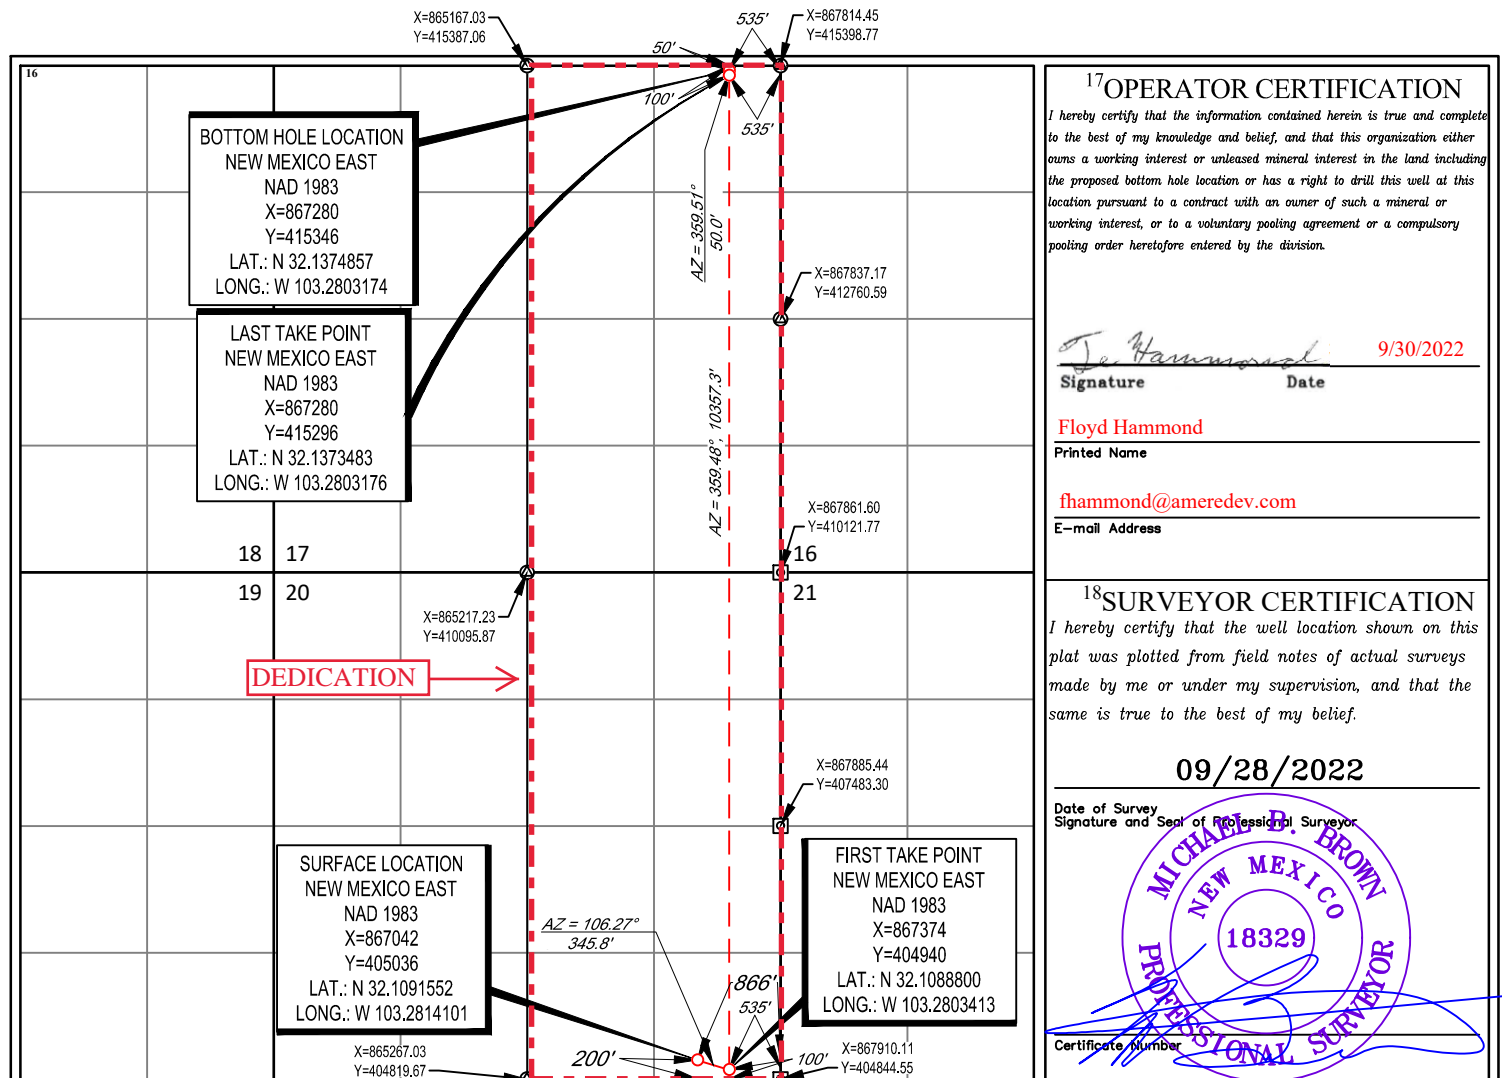 X=865167.03
Y=415387.06
535'
X=867814.45
Y=415398.77
50'
16
100'
535'
BOTTOM HOLE LOCATION
NEW MEXICO EAST
NAD 1983
X=867280
Y=415346
LAT.: N 32.1374857
LONG.: W 103.2803174
AZ = 359.51°
50.0'
X=867837.17
Y=412760.59
LAST TAKE POINT
NEW MEXICO EAST
NAD 1983
X=867280
Y=415296
LAT.: N 32.1373483
LONG.: W 103.2803176
AZ = 359.48°, 10357.3'
X=867861.60
Y=410121.77
18 17
16
19 20
21
X=865217.23
Y=410095.87
DEDICATION
X=867885.44
Y=407483.30
SURFACE LOCATION
NEW MEXICO EAST
NAD 1983
X=867042
Y=405036
LAT.: N 32.1091552
LONG.: W 103.2814101
AZ = 106.27°
345.8'
FIRST TAKE POINT
NEW MEXICO EAST
NAD 1983
X=867374
Y=404940
LAT.: N 32.1088800
LONG.: W 103.2803413
866'
535'
X=865267.03
Y=404819.67
200'
100'
X=867910.11
Y=404844.55
17OPERATOR CERTIFICATION
I hereby certify that the information contained herein is true and complete
to the best of my knowledge and belief, and that this organization either
owns a working interest or unleased mineral interest in the land including
the proposed bottom hole location or has a right to drill this well at this
location pursuant to a contract with an owner of such a mineral or
working interest, or to a voluntary pooling agreement or a compulsory
pooling order heretofore entered by the division.
Hammond
9/30/2022
Signature Date
Floyd Hammond
Printed Name
fhammond@ameredev.com
E-mail Address
18SURVEYOR CERTIFICATION
I hereby certify that the well location shown on this
plat was plotted from field notes of actual surveys
made by me or under my supervision, and that the
same is true to the best of my belief.
09/28/2022
Date of Survey
Signature and Seal of Professional Surveyor
MICHAEL B. BROWN
NEW MEXICO
18329
PROFESSIONAL SURVEYOR
Certificate Number